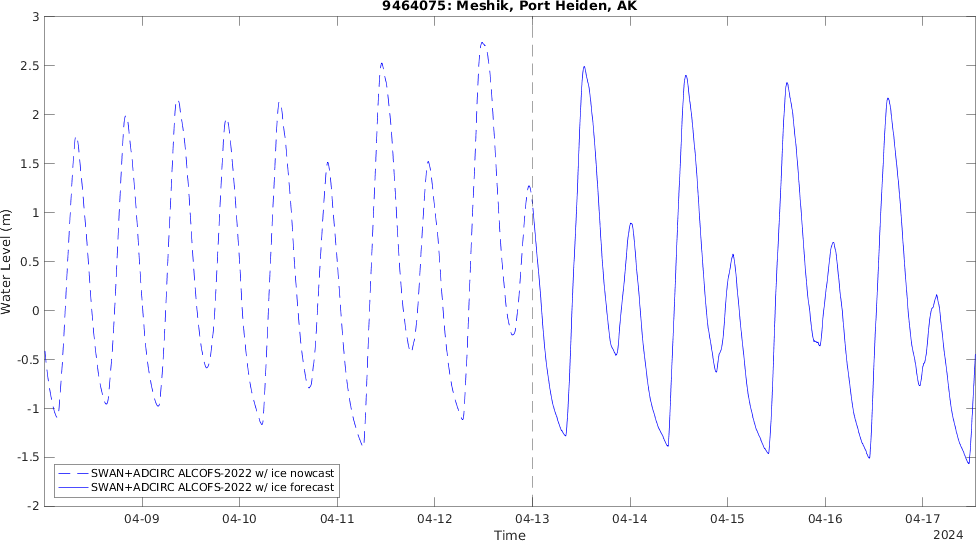 9464075: Meshik, Port Heiden, AK
Water Level (m)
3
2.5
2
1.5
1
0.5
0
-0.5
-1
-1.5
-2
SWAN+ADCIRC ALCOFS-2022 w/ ice nowcast
SWAN+ADCIRC ALCOFS-2022 w/ ice forecast
04-09 04-10 04-11 04-12 04-13 04-14 04-15 04-16 04-17
Time
2024